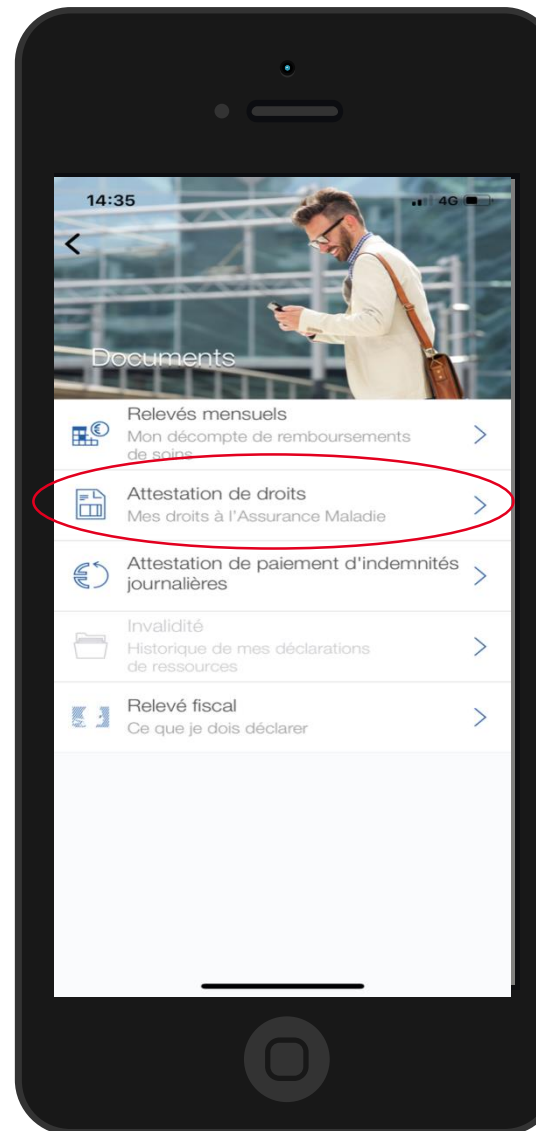 14:35
4G
Documents
Relevés mensuels
Mon décompte de remboursements
de soins
Attestation de droits
Mes droits à l'Assurance Maladie
Attestation de paiement d'indemnités
journalières
Invalidité
Historique de mes déclarations
de ressources
Relevé fiscal
Ce que je dois déclarer